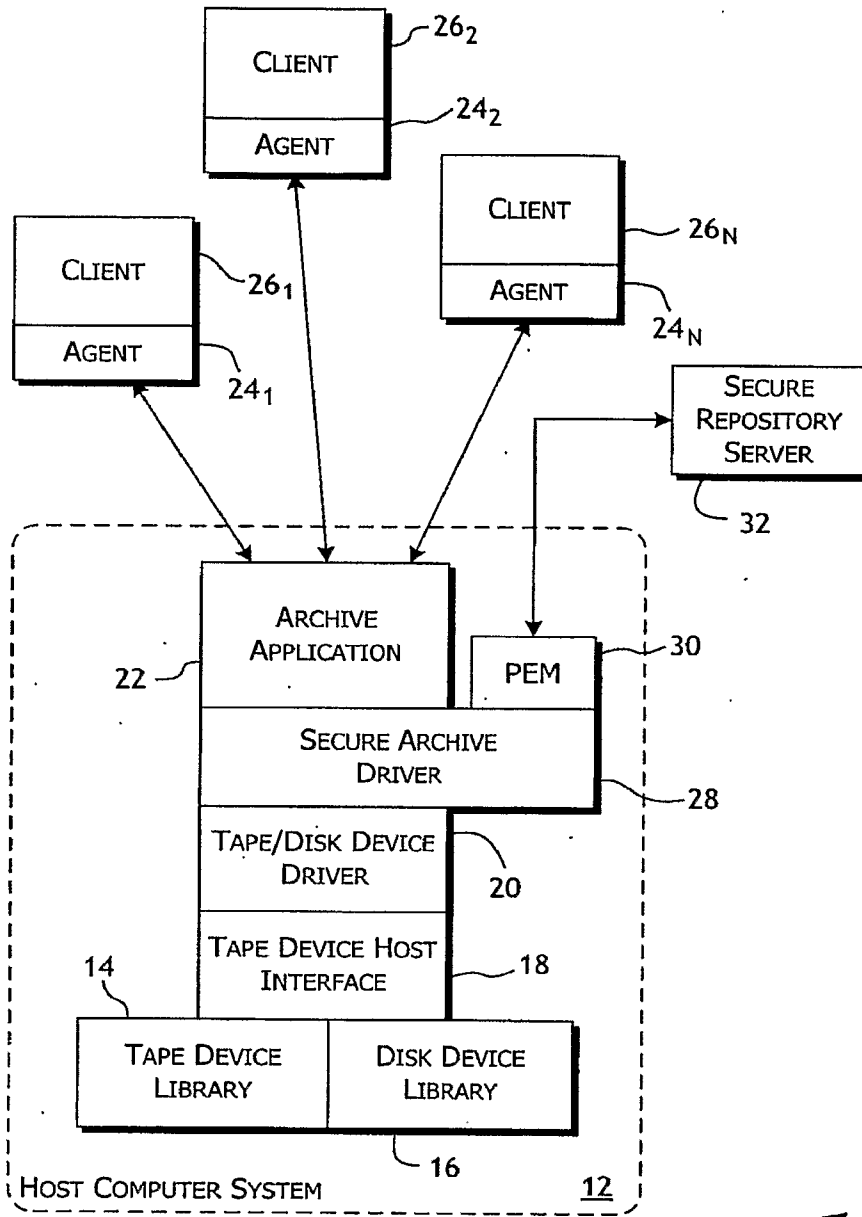 CLIENT
26₂
AGENT
24₂
CLIENT
26N
AGENT
24N
CLIENT
26₁
AGENT
24₁
SECURE
REPOSITORY
SERVER
32
ARCHIVE
APPLICATION
22
PEM
30
SECURE ARCHIVE
DRIVER
28
TAPE/DISK DEVICE
DRIVER
20
TAPE DEVICE HOST
INTERFACE
18
14
TAPE DEVICE
LIBRARY
DISK DEVICE
LIBRARY
16
HOST COMPUTER SYSTEM
12